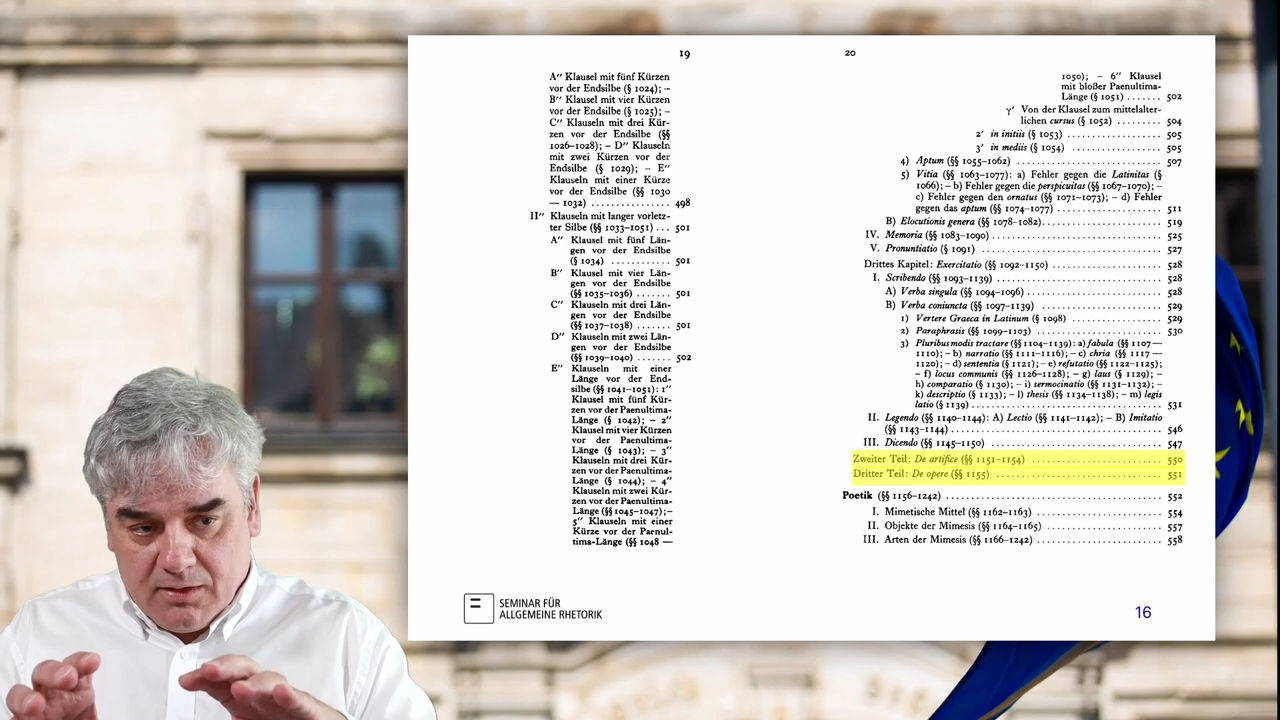 19
A″ Klausel mit fünf Kürzen
vor der Endsilbe (§ 1024); –
B″ Klausel mit vier Kürzen
vor der Endsilbe (§ 1025); –
C″ Klauseln mit drei Kür-
zen vor der Endsilbe (§§
1026–1028); – D″ Klauseln
mit zwei Kürzen vor der
Endsilbe (§ 1029); – E″
Klauseln mit einer Kürze
vor der Endsilbe (§§ 1030
— 1032) ................ 498
II″ Klauseln mit langer vorletz-
ter Silbe (§§ 1033–1051) ... 501
A″ Klausel mit fünf Län-
gen vor der Endsilbe
(§ 1034) ............ 501
B″ Klausel mit vier Län-
gen vor der Endsilbe
(§§ 1035–1036) ....... 501
C″ Klauseln mit drei Län-
gen vor der Endsilbe
(§§ 1037–1038) ....... 501
D″ Klauseln mit zwei Län-
gen vor der Endsilbe
(§§ 1039–1040) ....... 502
E″ Klauseln mit einer
Länge vor der End-
silbe (§§ 1041–1051): 1″
Klausel mit fünf Kür-
zen vor der Paenultima-
Länge (§ 1042); – 2″
Klausel mit vier Kürzen
vor der Paenultima-
Länge (§ 1043); – 3″
Klauseln mit drei Kür-
zen vor der Paenultima-
Länge (§ 1044); – 4″
Klauseln mit zwei Kür-
zen vor der Paenultima-
Länge (§§ 1045–1047); –
5″ Klauseln mit einer
Kürze vor der Paenul-
tima-Länge (§§ 1048 —
20
1050); – 6″ Klausel
mit bloßer Paenultima-
Länge (§ 1051) ....... 502
γ′ Von der Klausel zum mittelalter-
lichen cursus (§ 1052) ......... 504
2′ in initiis (§ 1053) ................... 505
3′ in mediis (§ 1054) ................... 505
4) Aptum (§§ 1055–1062) ........................... 507
5) Vitia (§§ 1063–1077): a) Fehler gegen die Latinitas (§
1066); – b) Fehler gegen die perspicuitas (§§ 1067–1070); –
c) Fehler gegen den ornatus (§§ 1071–1073); – d) Fehler
gegen das aptum (§§ 1074–1077) ................... 511
B) Elocutionis genera (§§ 1078–1082)...................... 519
IV. Memoria (§§ 1083–1090) ................................ 525
V. Pronuntiatio (§ 1091) ................................ 527
Drittes Kapitel: Exercitatio (§§ 1092–1150) .................... 528
I. Scribendo (§§ 1093–1139) ................................ 528
A) Verba singula (§§ 1094–1096) .......................... 528
B) Verba coniuncta (§§ 1097–1139) ........................ 529
1) Vertere Graeca in Latinum (§ 1098) ................ 529
2) Paraphrasis (§§ 1099–1103) ........................ 530
3) Pluribus modis tractare (§§ 1104–1139): a) fabula (§§ 1107—
1110); – b) narratio (§§ 1111–1116); – c) chria (§§ 1117 —
1120); – d) sententia (§ 1121); – e) refutatio (§§ 1122–1125);
– f) locus communis (§§ 1126–1128); – g) laus (§ 1129); –
h) comparatio (§ 1130); – i) sermocinatio (§§ 1131–1132); –
k) descriptio (§ 1133); – l) thesis (§§ 1134–1138); – m) legis
latio (§ 1139) ...................................... 531
II. Legendo (§§ 1140–1144): A) Lectio (§§ 1141–1142); – B) Imitatio
(§§ 1143–1144) ........................................ 546
III. Dicendo (§§ 1145–1150) ................................ 547
Zweiter Teil: De artifice (§§ 1151–1154) ........................ 550
Dritter Teil: De opere (§§ 1155) ................................ 551
Poetik (§§ 1156–1242) .......................................... 552
I. Mimetische Mittel (§§ 1162–1163) ........................ 554
II. Objekte der Mimesis (§§ 1164–1165) ...................... 557
III. Arten der Mimesis (§§ 1166–1242) ........................ 558
SEMINAR FÜR
ALLGEMEINE RHETORIK
16